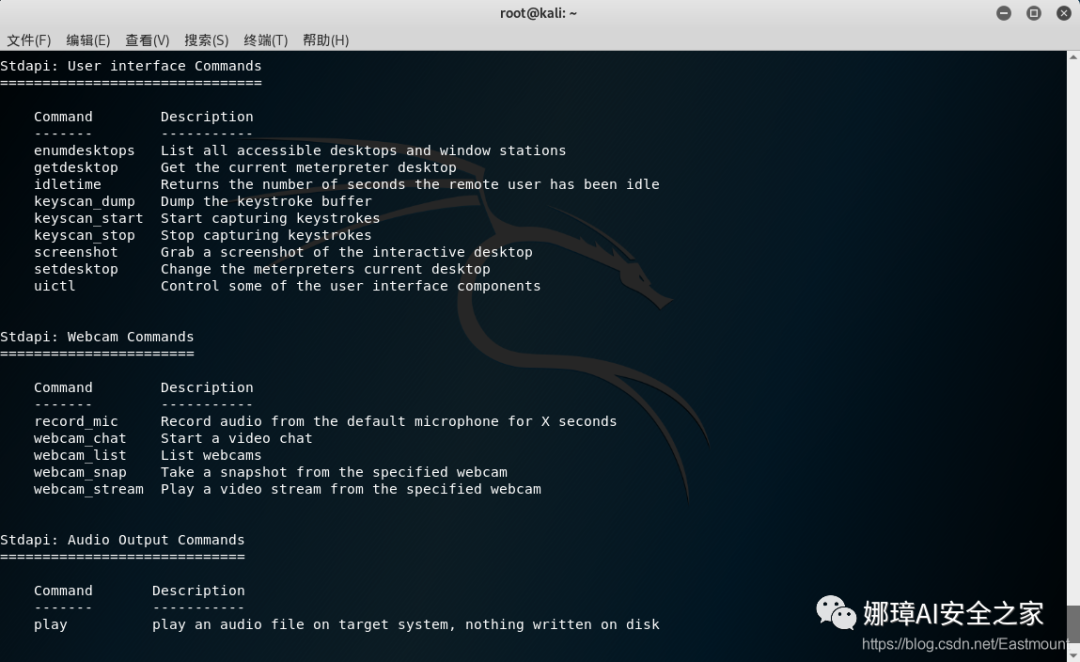 root@kali: ~
文件(F) 编辑(E) 查看(V) 搜索(S) 终端(T) 帮助(H)
Stdapi: User interface Commands
===============================
Command Description
------- -----------
enumdesktops List all accessible desktops and window stations
getdesktop Get the current meterpreter desktop
idletime Returns the number of seconds the remote user has been idle
keyscan_dump Dump the keystroke buffer
keyscan_start Start capturing keystrokes
keyscan_stop Stop capturing keystrokes
screenshot Grab a screenshot of the interactive desktop
setdesktop Change the meterpreters current desktop
uictl Control some of the user interface components
Stdapi: Webcam Commands
=======================
Command Description
------- -----------
record_mic Record audio from the default microphone for X seconds
webcam_chat Start a video chat
webcam_list List webcams
webcam_snap Take a snapshot from the specified webcam
webcam_stream Play a video stream from the specified webcam
Stdapi: Audio Output Commands
=============================
Command Description
------- -----------
play play an audio file on target system, nothing written on disk
娜璋AI安全之家
https://blog.csdn.net/Eastmount